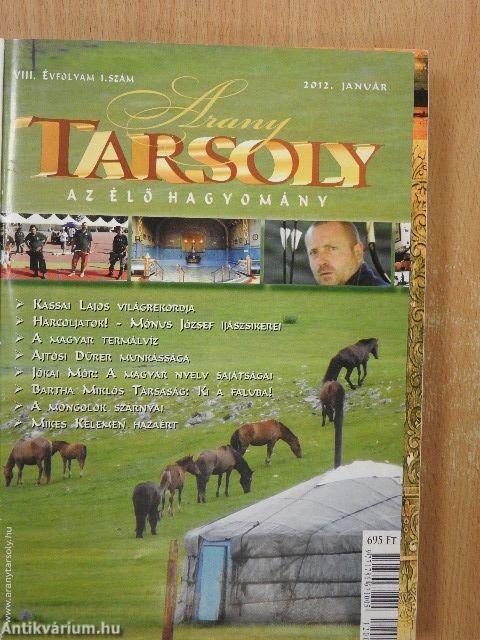 VIII. ÉVFOLYAM 1.SZÁM
2012. JANUÁR
Arany
TARSOLY
AZ ÉLŐ HAGYOMÁNY
➢ KASSAI LAJOS VILÁGREKORDJA
➢ HARCOLJATOK! - MÓNUS JÓZSEF ÍJÁSZSIKEREI
➢ A MAGYAR TERMÁLVÍZ
➢ AJTÓSI DÜRER MUNKÁSSÁGA
➢ JÓKAI MÓR: A MAGYAR NYELV SAJÁTSÁGAI
➢ BARTHA MIKLÓS TÁRSASÁG: KI A FALUBA!
➢ A MONGOLOK SZÁRNYAI
➢ MIKES KELEMEN HAZAÉRT
www.aranytarsoly.hu
695 FT
Antikvárium.hu